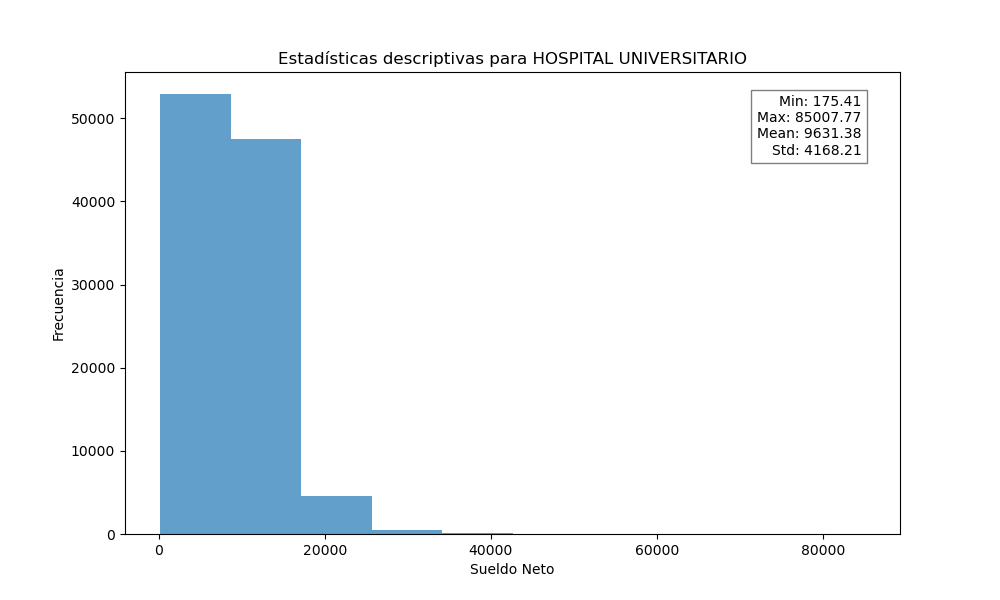 Estadísticas descriptivas para HOSPITAL UNIVERSITARIO
Min: 175.41
Max: 85007.77
Mean: 9631.38
Std: 4168.21
Frecuencia
50000
40000
30000
20000
10000
0
0 20000 40000 60000 80000
Sueldo Neto